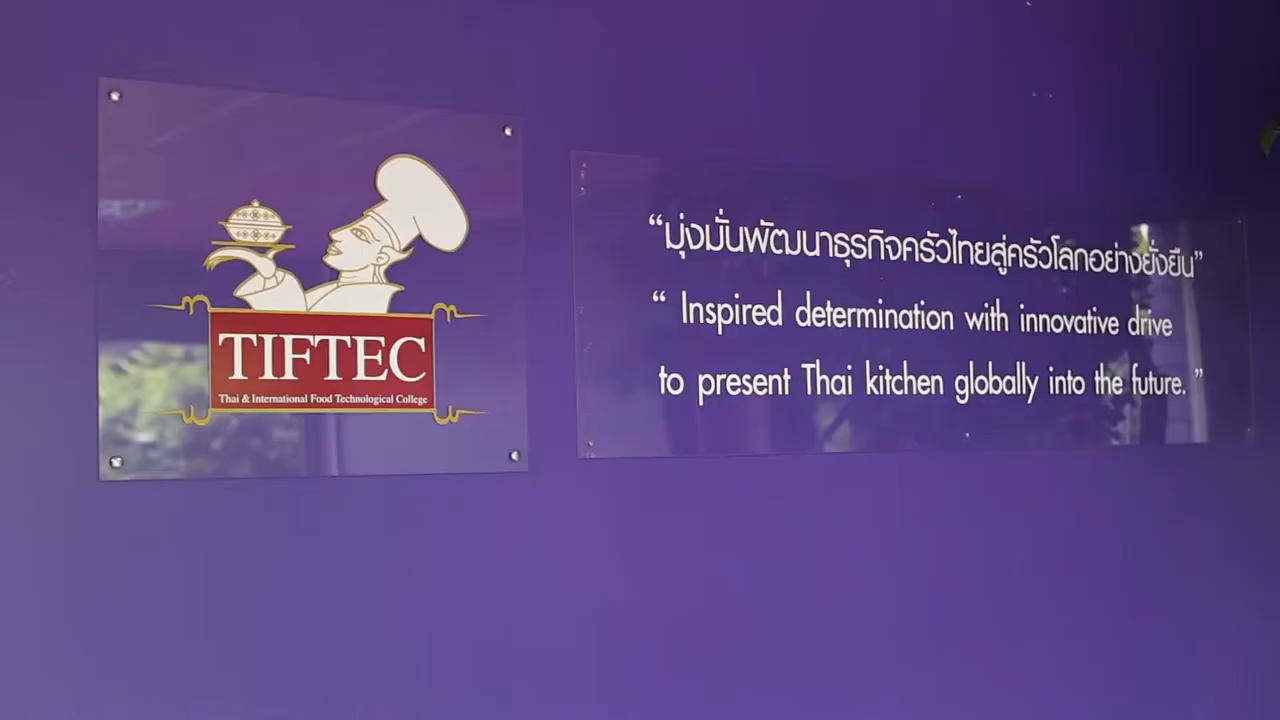 TIFTEC
Thai & International Food Technological College
“มุ่งมั่นพัฒนาธุรกิจครัวไทยสู่ครัวโลกอย่างยั่งยืน”
“ Inspired determination with innovative drive
to present Thai kitchen globally into the future. ”